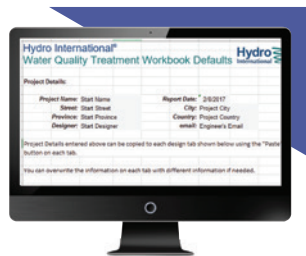 Hydro International®
Water Quality Treatment Workbook Defaults
Hydro
International
Project Details:
Project Name: Start Name Report Date: 2/8/2017
Street: Start Street City: Project City
Province: Start Province Country: Project Country
Designer: Start Designer email: Engineer's Email
Project Details entered above can be copied to each design tab shown below using the "Paste"
button on each tab.
You can overwrite the information on each tab with different information if needed.